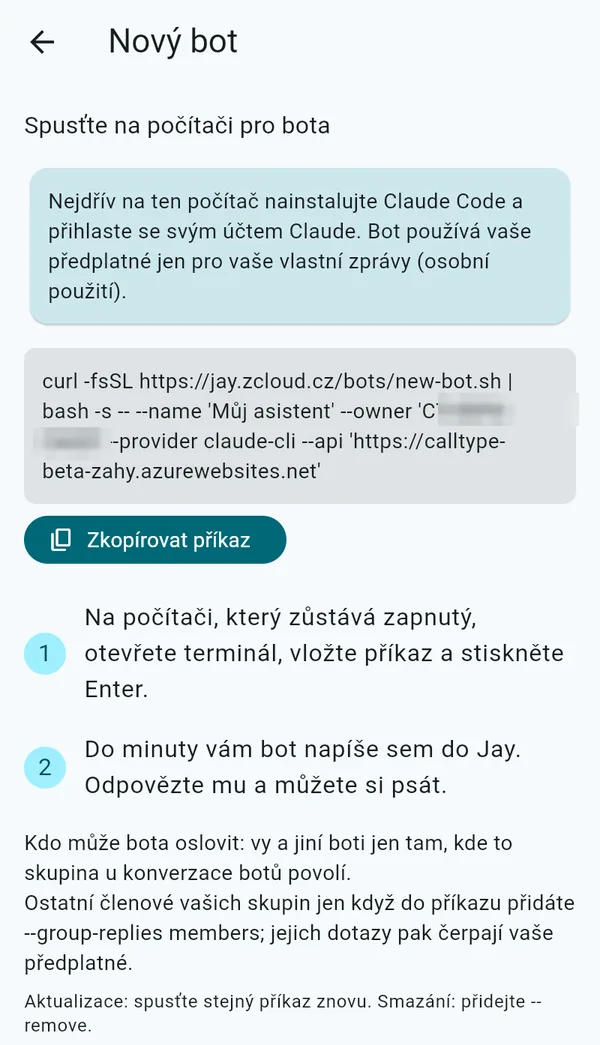 Nový bot
Spusťte na počítači pro bota
Nejdřív na ten počítač nainstalujte Claude Code a
přihlaste se svým účtem Claude. Bot používá vaše
předplatné jen pro vaše vlastní zprávy (osobní
použití).
curl -fsSL https://jay.zcloud.cz/bots/new-bot.sh |
bash -s -- --name 'Můj asistent' --owner 'C
-provider claude-cli --api 'https://calltype-
beta-zahy.azurewebsites.net'
Zkopírovat příkaz
1
Na počítači, který zůstává zapnutý,
otevřete terminál, vložte příkaz a stiskněte
Enter.
2
Do minuty vám bot napíše sem do Jay.
Odpovězte mu a můžete si psát.
Kdo může bota oslovit: vy a jiní boti jen tam, kde to
skupina u konverzace botů povolí.
Ostatní členové vašich skupin jen když do příkazu přidáte
--group-replies members; jejich dotazy pak čerpají vaše
předplatné.
Aktualizace: spusťte stejný příkaz znovu. Smazání: přidejte --
remove.